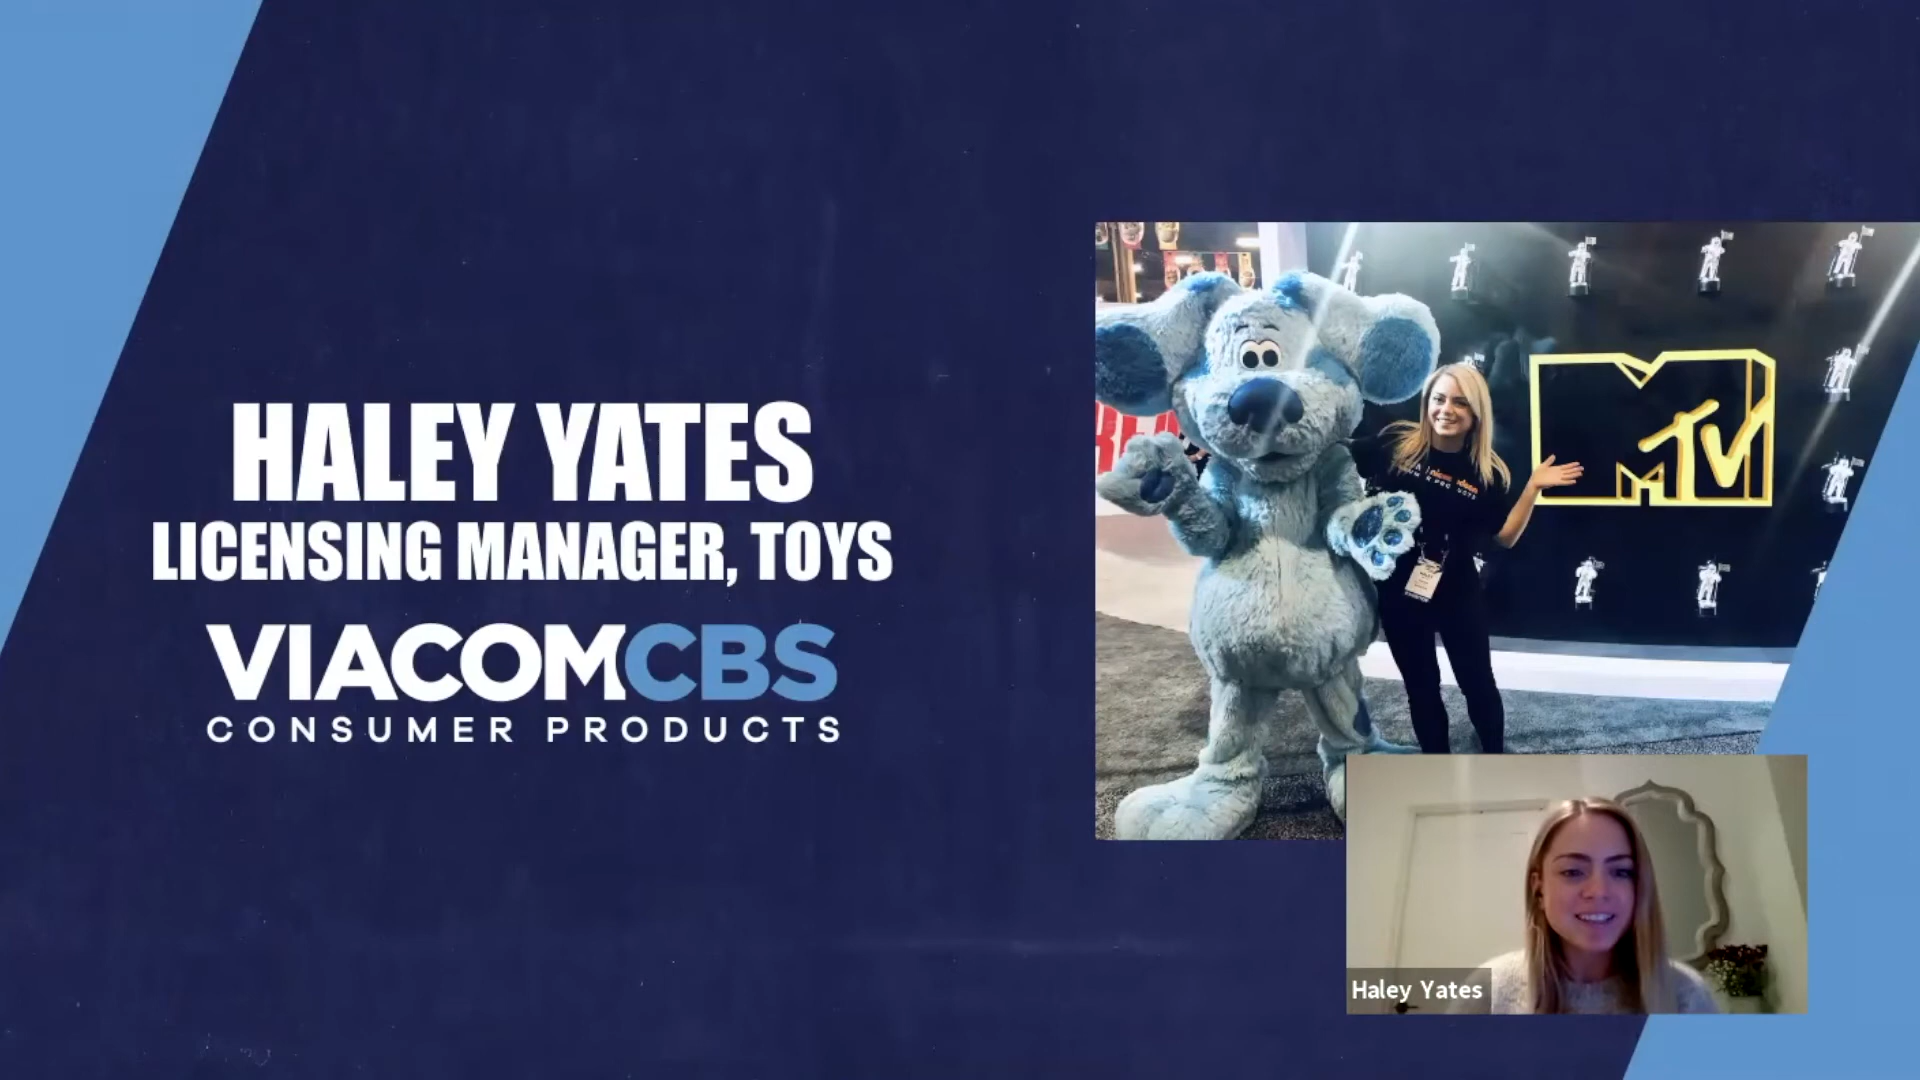 HALEY YATES
LICENSING MANAGER, TOYS
VIACOMCBS
CONSUMER PRODUCTS
MTV
Haley Yates